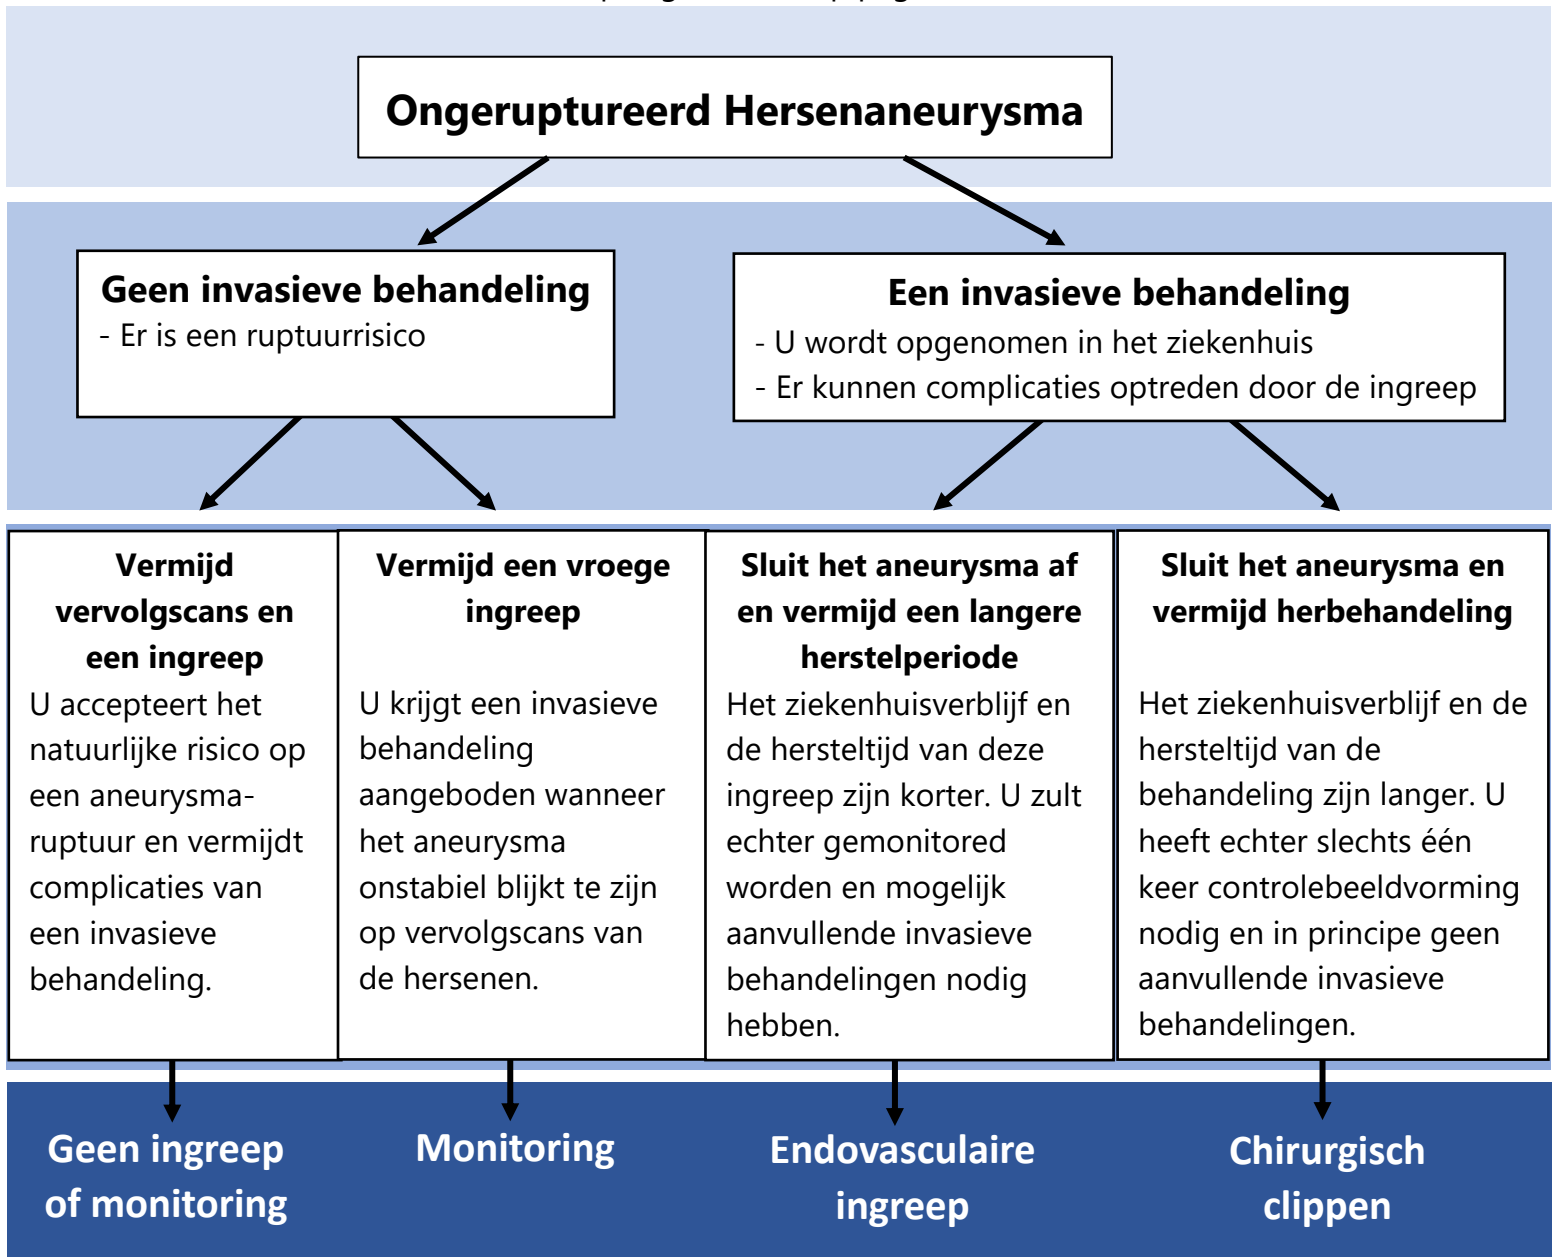 Ongeruptureerd Hersenaneurysma
Geen invasieve behandeling
- Er is een ruptuurrisico
Een invasieve behandeling
- U wordt opgenomen in het ziekenhuis
- Er kunnen complicaties optreden door de ingreep
Vermijd
vervolgscans en
een ingreep
U accepteert het
natuurlijke risico op
een aneurysma-
ruptuur en vermijdt
complicaties van
een invasieve
behandeling.
Vermijd een vroege
ingreep
U krijgt een invasieve
behandeling
aangeboden wanneer
het aneurysma
onstabiel blijkt te zijn
op vervolgscans van
de hersenen.
Sluit het aneurysma af
en vermijd een langere
herstelperiode
Het ziekenhuisverblijf en
de hersteltijd van deze
ingreep zijn korter. U zult
echter gemonitored
worden en mogelijk
aanvullende invasieve
behandelingen nodig
hebben.
Sluit het aneurysma en
vermijd herbehandeling
Het ziekenhuisverblijf en de
hersteltijd van de
behandeling zijn langer. U
heeft echter slechts één
keer controlebeeldvorming
nodig en in principe geen
aanvullende invasieve
behandelingen.
Geen ingreep
of monitoring
Monitoring
Endovasculaire
ingreep
Chirurgisch
clippen